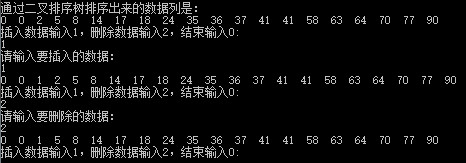 通过二叉排序树排序出来的数据列是：
0 0 1 5 8 14 18 24 35 36 37 41 41 58 63 64 70 77 90
插入数据输入1，删除数据输入2，结束输入0:
1
请输入要插入的数据：
1
0 0 1 5 8 14 17 18 24 35 36 37 41 41 58 63 64 70 77 90
插入数据输入1，删除数据输入2，结束输入0:
2
请输入要删除的数据：
2
0 0 1 5 8 14 17 18 24 35 36 37 41 41 58 63 64 70 77 90
插入数据输入1，删除数据输入2，结束输入0: